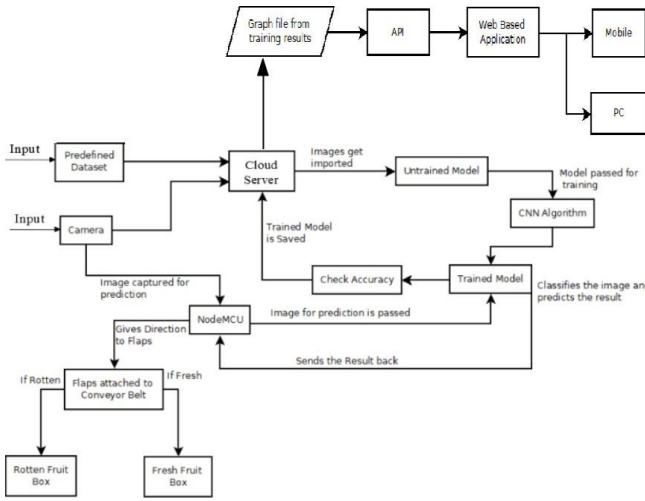 Graph file from
training results
API
Web Based
Application
Mobile
PC
Input
Predefined
Dataset
Cloud
Server
Images get
imported
Untrained Model
Model passed for
training
CNN Algorithm
Input
Camera
Trained Model
is Saved
Check Accuracy
Trained Model
Classifies the image an
predicts the result
Image captured for
prediction
NodeMCU
Image for prediction is passed
Gives Direction
to Flaps
Sends the Result back
If Rotten
Flaps attached to
Conveyor Belt
If Fresh
Rotten Fruit
Box
Fresh Fruit
Box